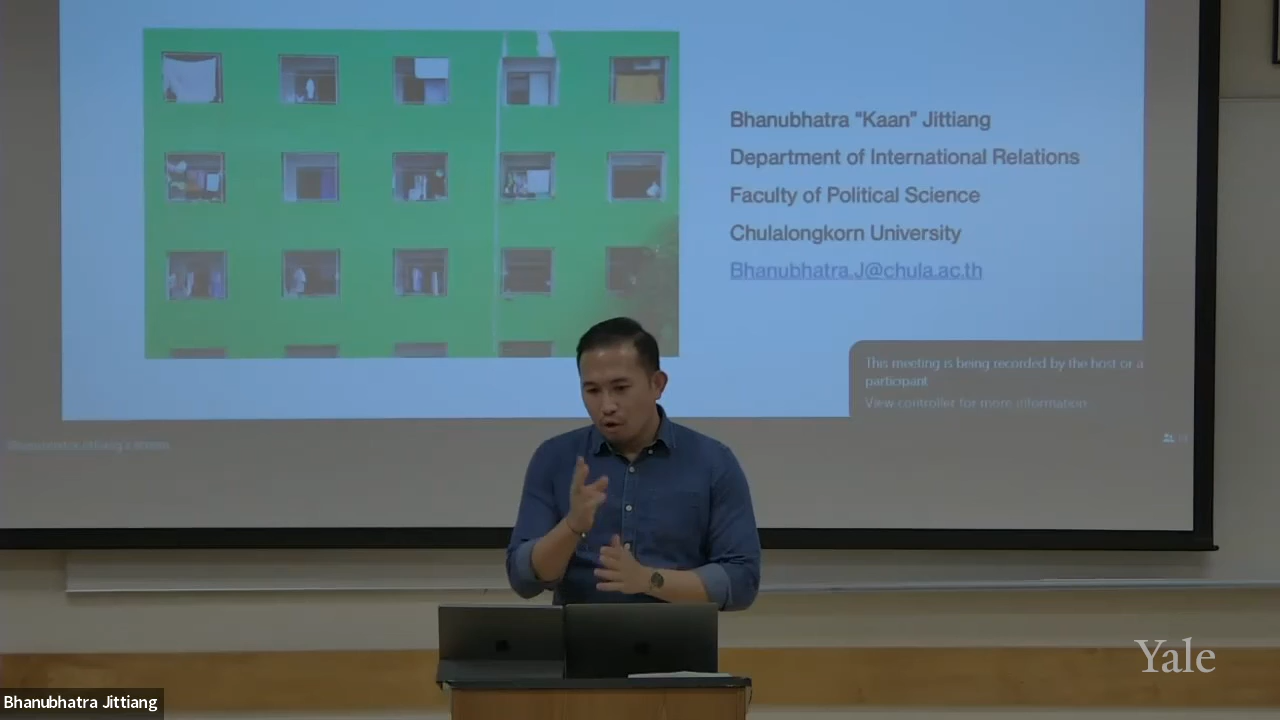 Bhanubhatra "Kaan" Jittiang
Department of International Relations
Faculty of Political Science
Chulalongkorn University
Bhanubhatra.J@chula.ac.th
This meeting is being recorded by the host or a
participant
View controller for more information
Yale
Bhanubhatra Jittiang